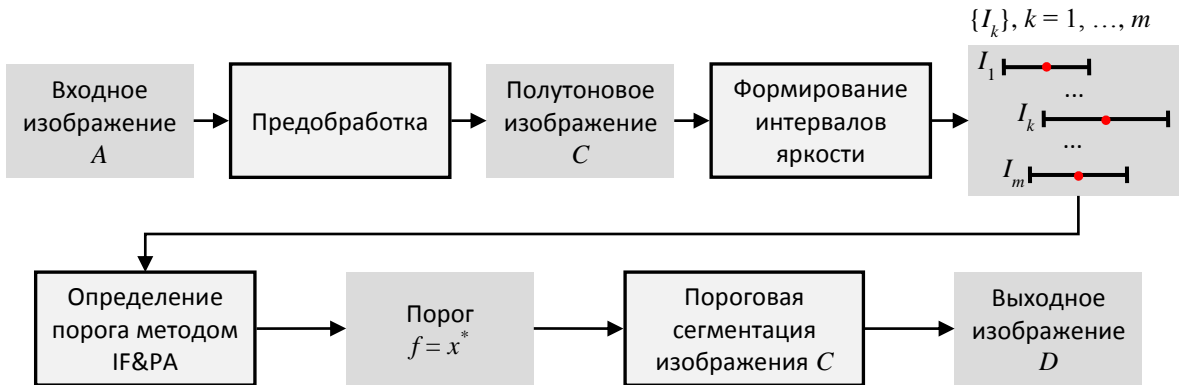 {I_k}, k = 1, …, m
Входное
изображение
A
Предобработка
Полутоновое
изображение
C
Формирование
интервалов
яркости
I_1
...
I_k
...
I_m
Определение
порога методом
IF&PA
Порог
f = x^*
Пороговая
сегментация
изображения C
Выходное
изображение
D